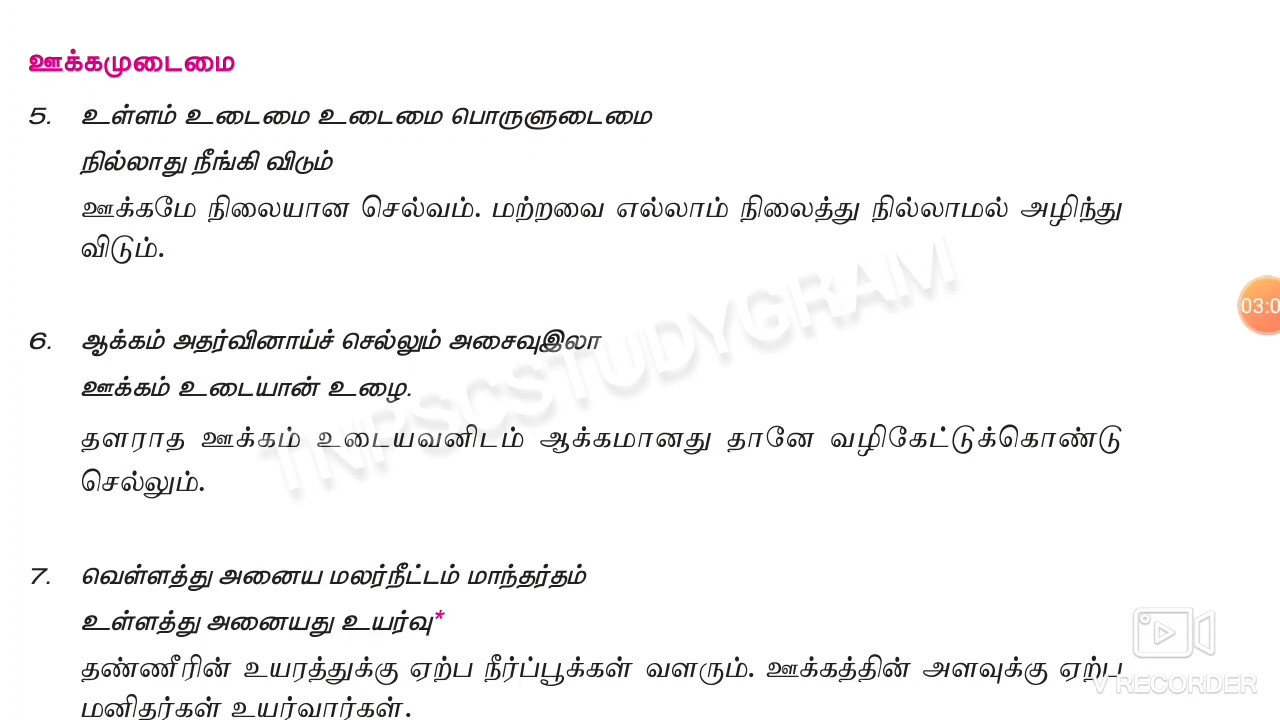 ஊக்கமுடைமை
5. உள்ளம் உடைமை உடைமை பொருளுடைமை
நில்லாது நீங்கி விடும்
ஊக்கமே நிலையான செல்வம். மற்றவை எல்லாம் நிலைத்து நில்லாமல் அழிந்து
விடும்.
6. ஆக்கம் அதர்வினாய்ச் செல்லும் அசைவுஇலா
ஊக்கம் உடையான் உழை.
தளராத ஊக்கம் உடையவனிடம் ஆக்கமானது தானே வழிகேட்டுக்கொண்டு
செல்லும்.
TNPSCSTUDYGRAM
03:0
7. வெள்ளத்து அனைய மலர்நீட்டம் மாந்தர்தம்
உள்ளத்து அனையது உயர்வு*
தண்ணீரின் உயரத்துக்கு ஏற்ப நீர்ப்பூக்கள் வளரும். ஊக்கத்தின் அளவுக்கு ஏற்ப
மனிதர்கள் உயர்வார்கள்.
V RECORDER